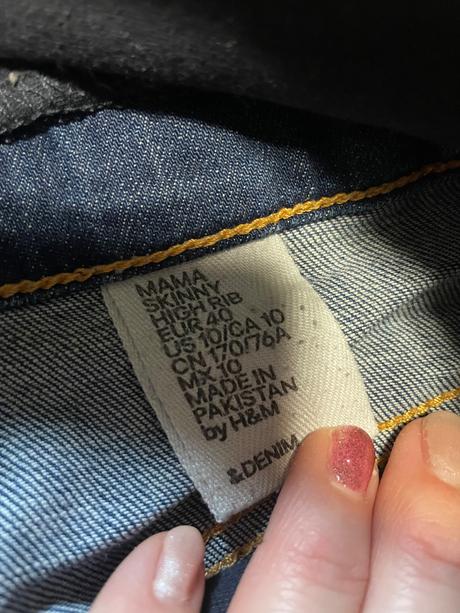 MAMA
SKINNY
HIGH RIB
EUR 40
US 10/CA 10
CN 170/76A
MX 10
MADE IN
PAKISTAN
by H&M
&DENIM